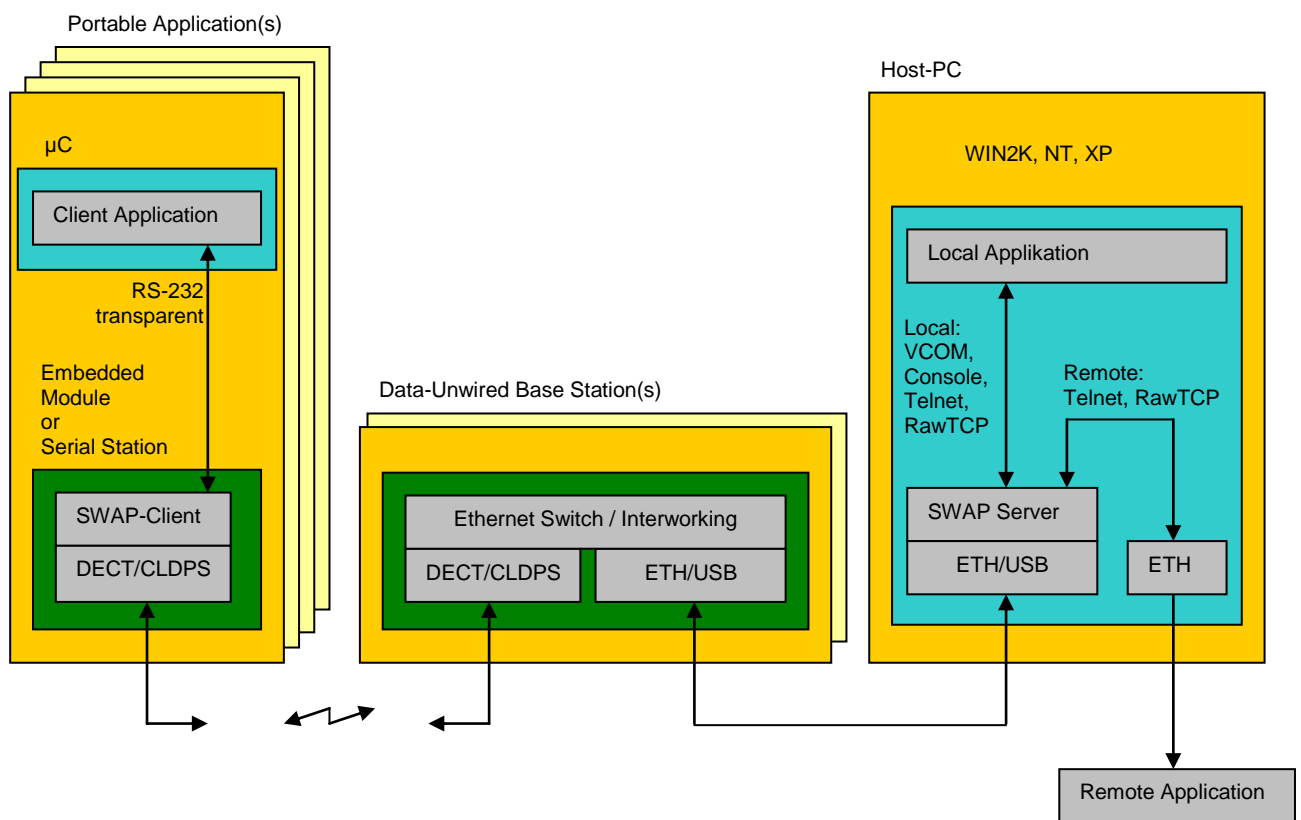 Portable Application(s)
µC
Client Application
RS-232
transparent
Embedded
Module
or
Serial Station
SWAP-Client
DECT/CLDPS
Data-Unwired Base Station(s)
Ethernet Switch / Interworking
DECT/CLDPS
ETH/USB
Host-PC
WIN2K, NT, XP
Local Applikation
Local:
VCOM,
Console,
Telnet,
RawTCP
Remote:
Telnet, RawTCP
SWAP Server
ETH/USB
ETH
Remote Application